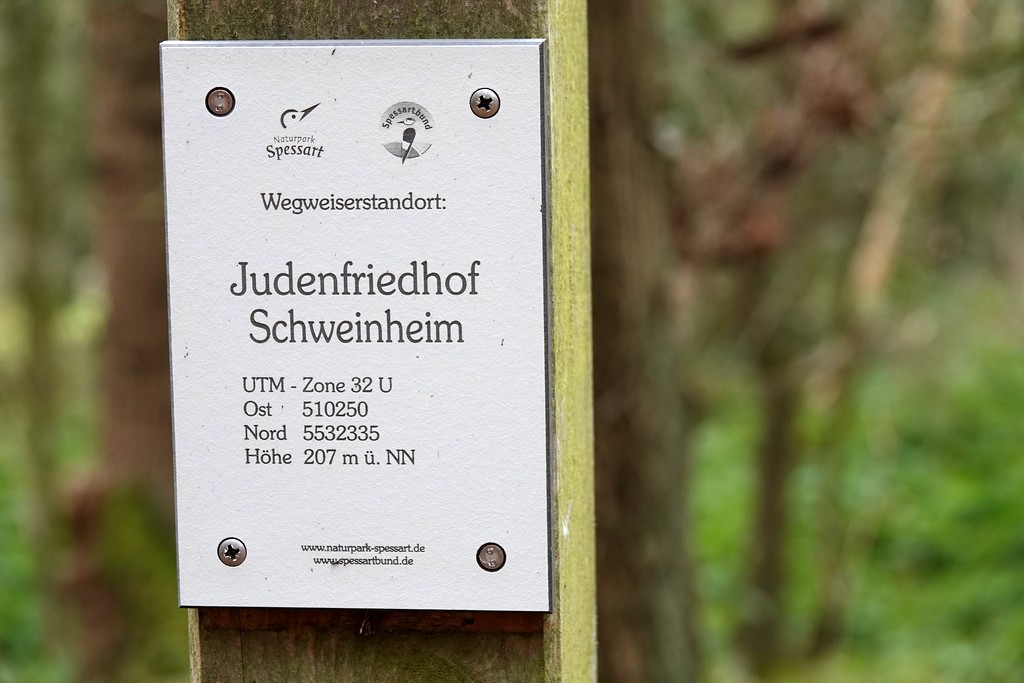 Naturpark
Spessart
Spessartbund
Wegweiserstandort:
Judenfriedhof
Schweinheim
UTM - Zone 32 U
Ost 510250
Nord 5532335
Höhe 207 m ü. NN
www.naturpark-spessart.de
www.spessartbund.de